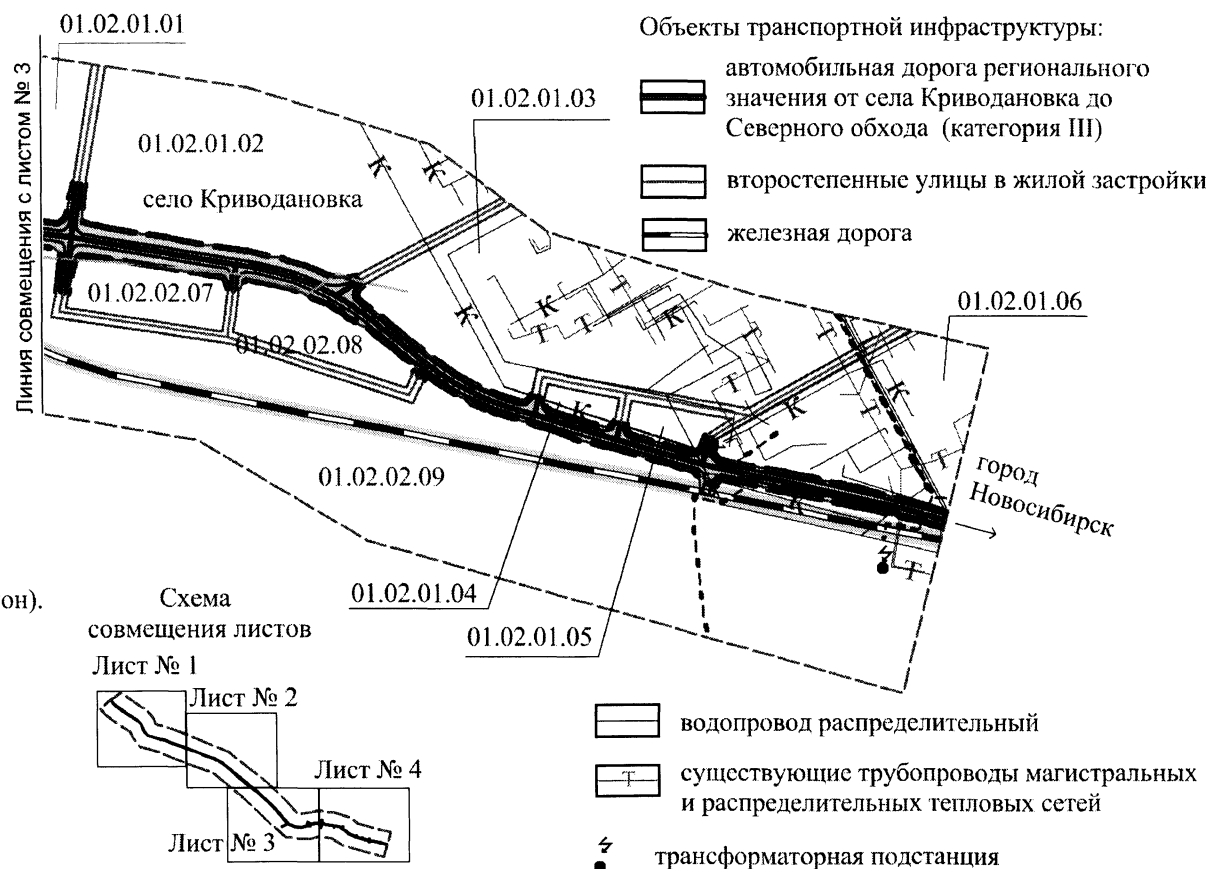 01.02.01.01
Объекты транспортной инфраструктуры:
автомобильная дорога регионального
значения от села Криводановка до
Северного обхода (категория III)
второстепенные улицы в жилой застройки
железная дорога
Линия совмещения с листом № 3
01.02.01.03
01.02.01.02
село Криводановка
К
К
К
К
К
К
К
К
К
Т
Т
Т
Т
Т
Т
Т
Т
01.02.02.07
01.02.02.08
01.02.01.06
01.02.02.09
город
Новосибирск
01.02.01.04
01.02.01.05
он).
Схема
совмещения листов
Лист № 1
Лист № 2
Лист № 4
Лист № 3
водопровод распределительный
Т
существующие трубопроводы магистральных
и распределительных тепловых сетей
трансформаторная подстанция